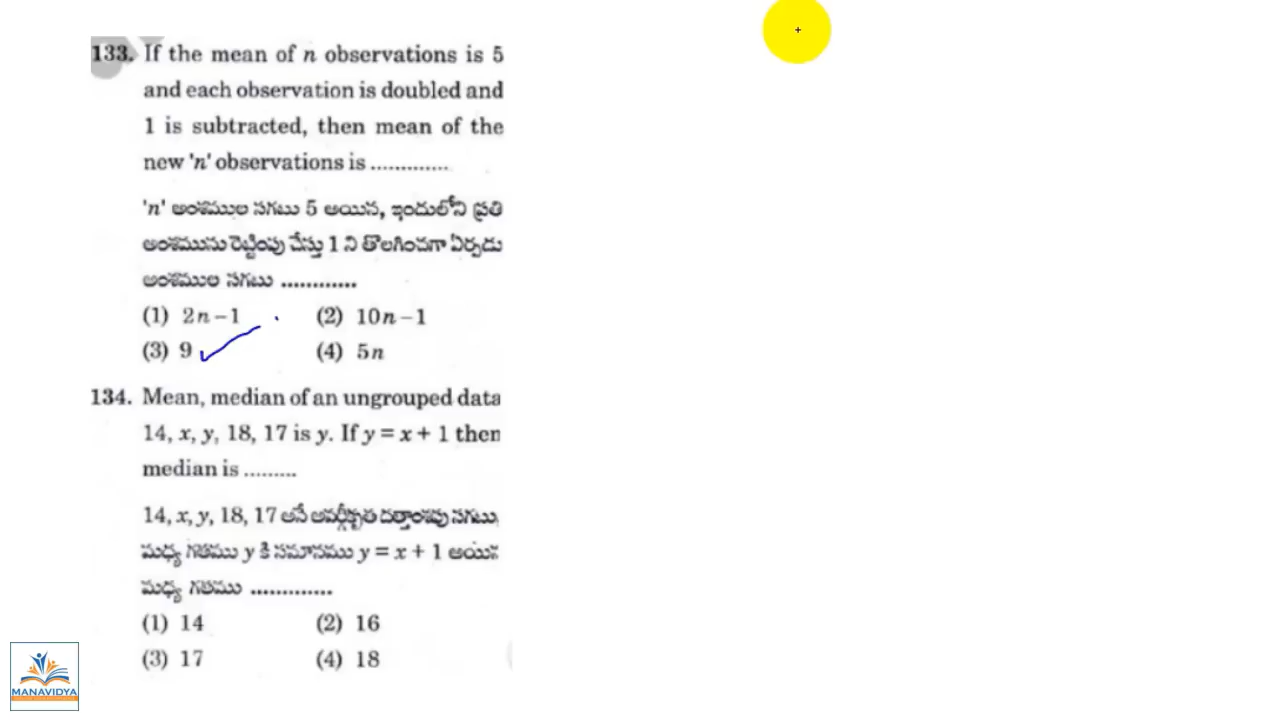 133. If the mean of n observations is 5
and each observation is doubled and
1 is subtracted, then mean of the
new 'n' observations is .............
'n' అంశముల సగటు 5 అయిన, ఇందులోని ప్రతి
అంశమును రెట్టింపు చేస్తు 1 ని తొలగించగా ఏర్పడు
అంశముల సగటు ............
(1) 2n – 1 (2) 10n – 1
(3) 9 (4) 5n
134. Mean, median of an ungrouped data
14, x, y, 18, 17 is y. If y = x + 1 then
median is .........
14, x, y, 18, 17 అనే అవర్గీకృత దత్తాంశపు సగటు,
మధ్య గతము y కి సమానము y = x + 1 అయిన
మధ్య గతము .............
(1) 14 (2) 16
(3) 17 (4) 18
MANAVIDYA